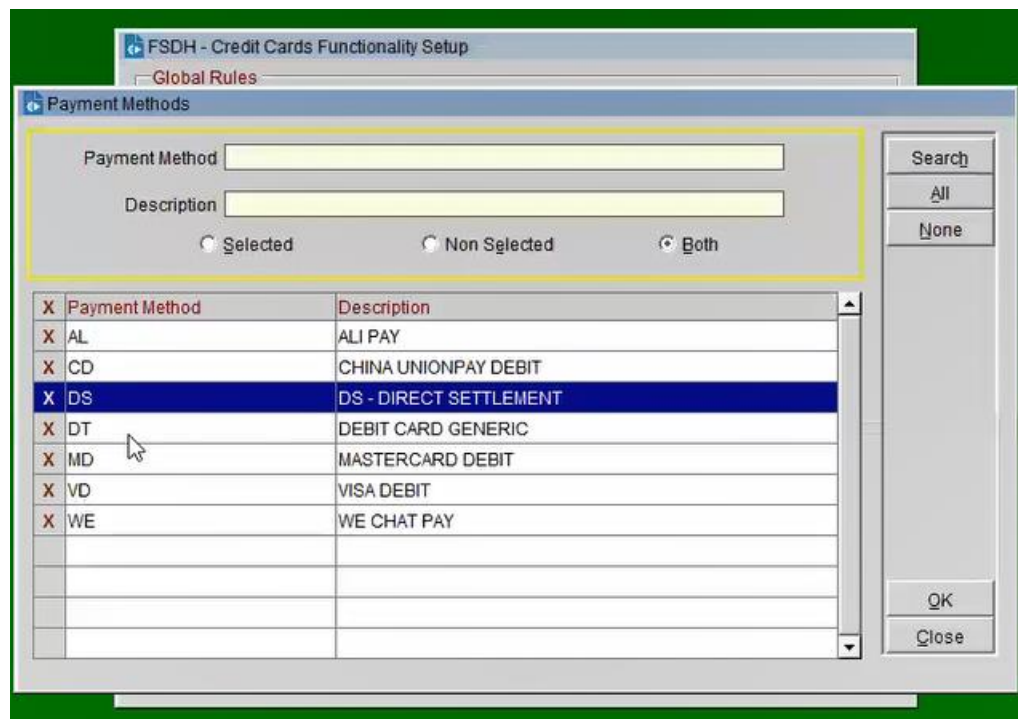 FSDH - Credit Cards Functionality Setup
Global Rules
Payment Methods
Payment Method
Search
Description
All
Selected Non Selected Both
None
X Payment Method Description
X AL ALI PAY
X CD CHINA UNIONPAY DEBIT
X DS DS - DIRECT SETTLEMENT
X DT DEBIT CARD GENERIC
X MD MASTERCARD DEBIT
X VD VISA DEBIT
X WE WE CHAT PAY
OK
Close